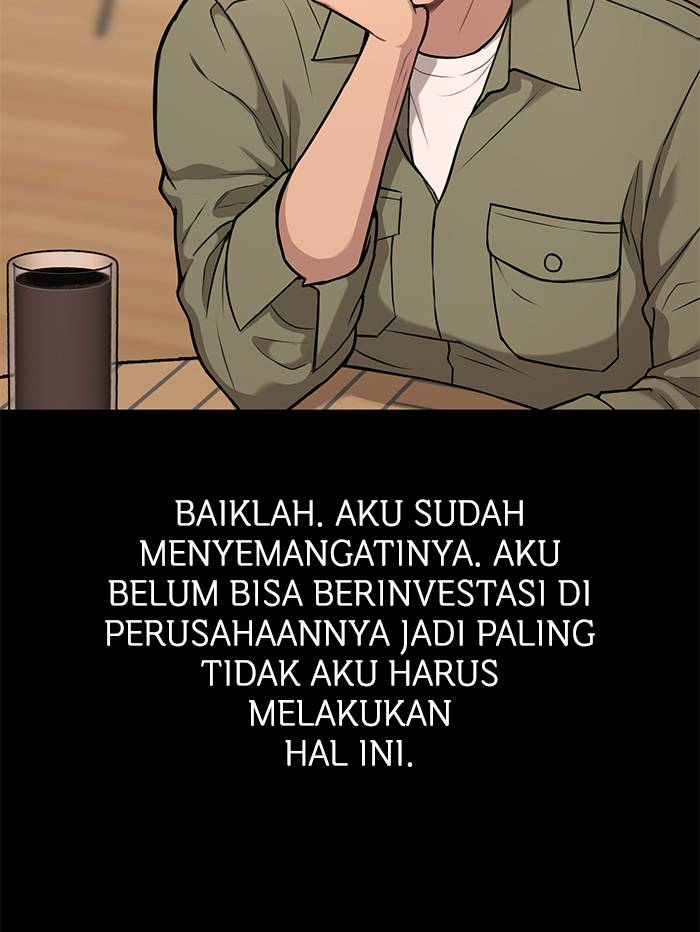 BAIKLAH. AKU SUDAH
MENYEMANGATINYA. AKU
BELUM BISA BERINVESTASI DI
PERUSAHAANNYA JADI PALING
TIDAK AKU HARUS
MELAKUKAN
HAL INI.